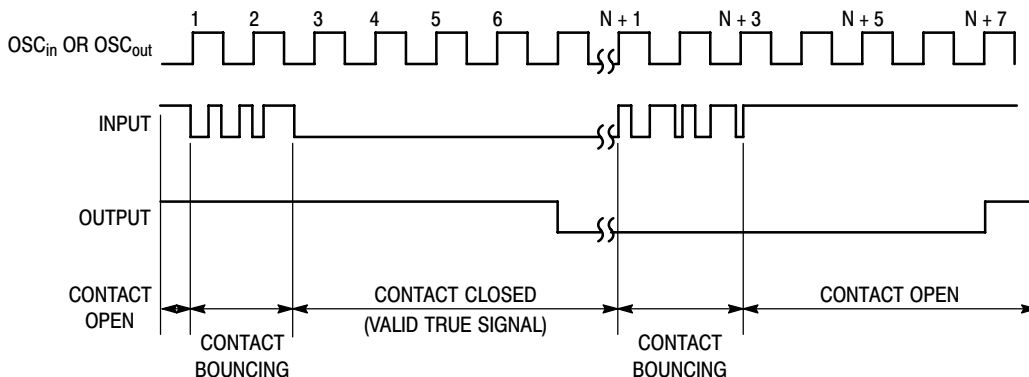 1 2 3 4 5 6 N + 1 N + 3 N + 5 N + 7
OSCin OR OSCout
INPUT
OUTPUT
CONTACT OPEN
CONTACT BOUNCING
CONTACT CLOSED
(VALID TRUE SIGNAL)
CONTACT BOUNCING
CONTACT OPEN